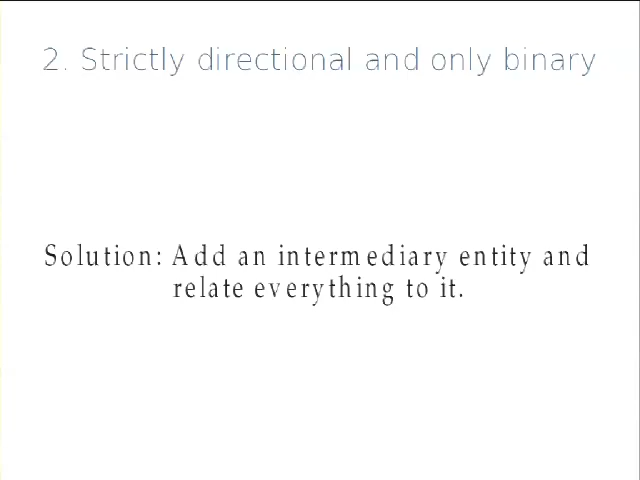 2. Strictly directional and only binary
Solution: Add an intermediary entity and
relate everything to it.